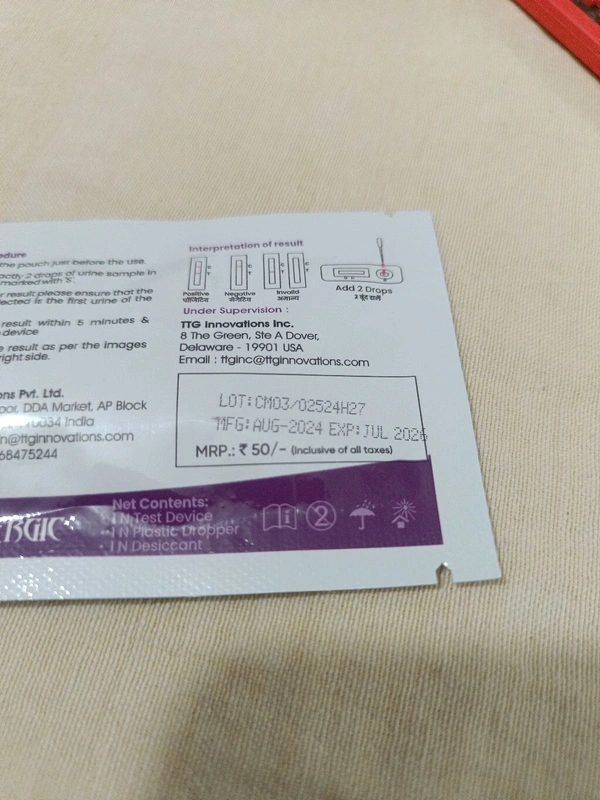 edure
the pouch just before the use.
actly 2 drops of urine sample in
marked with 'S'.
r result please ensure that the
lected is the first urine of the
result within 5 minutes &
device
e result as per the images
right side.
ons Pvt. Ltd.
oor, DDA Market, AP Block
10034 India
n@ttginnovations.com
68475244
Interpretation of result
C
T
C
T
C
T
Positive
पॉजिटिव
Negative
नेगेटिव
Invalid
अमान्य
Add 2 Drops
2 बूंद डालें
Under Supervision :
TTG Innovations Inc.
8 The Green, Ste A Dover,
Delaware - 19901 USA
Email : ttginc@ttginnovations.com
LOT:CM03/02524H27
MFG:AUG-2024 EXP:JUL 2026
MRP.: ₹ 50/- (Inclusive of all taxes)
RGIC
Net Contents:
1 N Test Device
1 N Plastic Dropper
1 N Desiccant
2